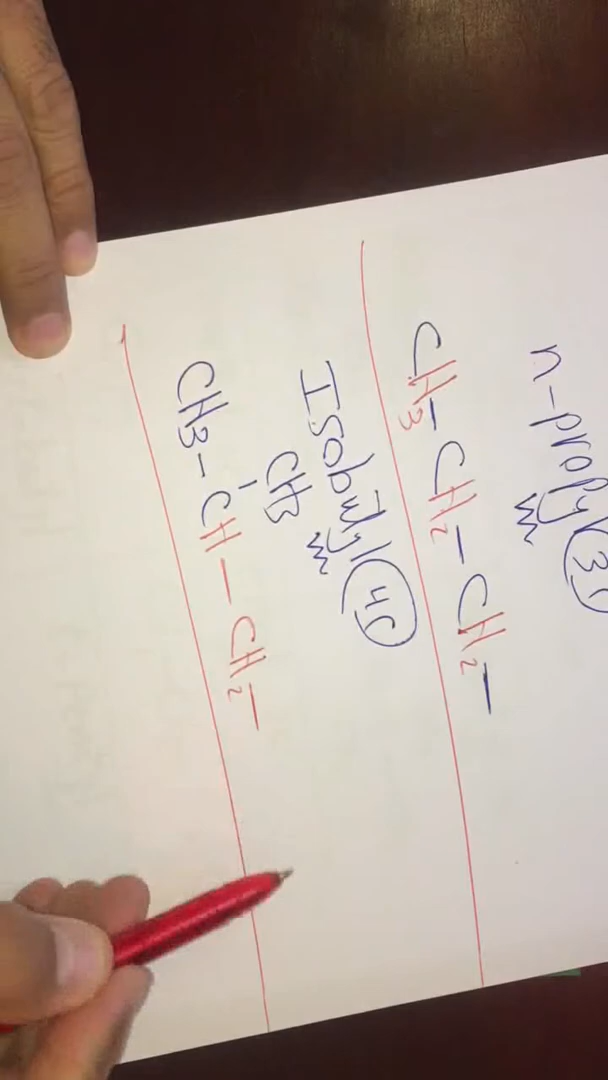 n-propyl 3C
CH3-CH2-CH2-
Isobutyl 4C
CH3
CH3-CH-CH2-